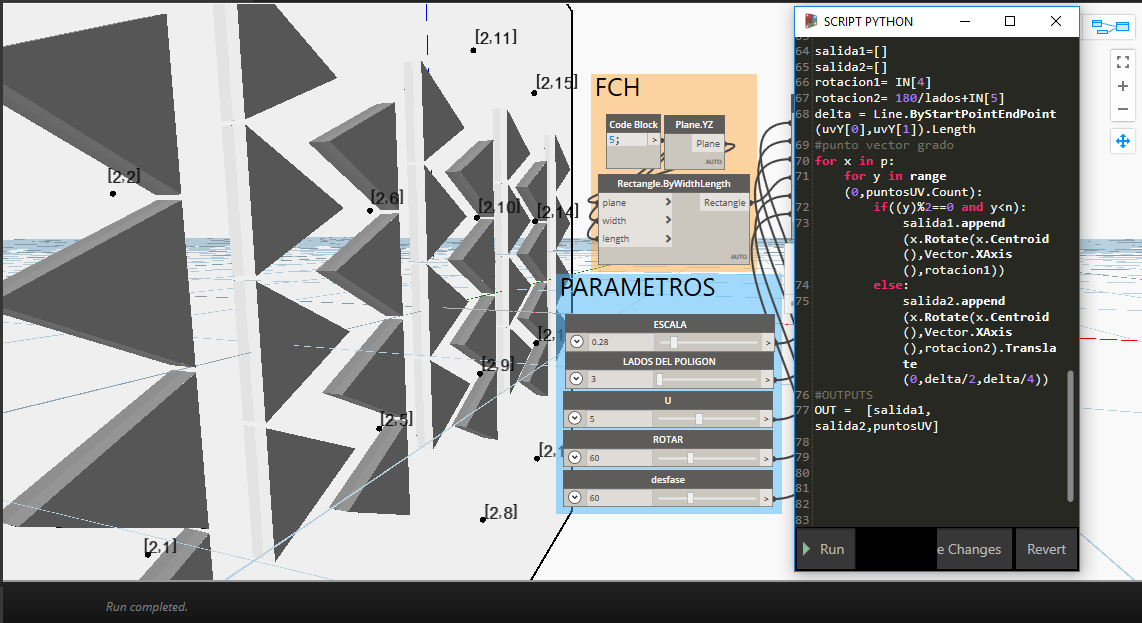 [2,11]
[2,15]
[2,2]
[2,6]
[2,10]
[2,14]
[2,9]
[2,5]
[2,8]
[2,1]
FCH
Code Block
5;
>
Plane.YZ
Plane
AUTO
Rectangle.ByWidthLength
plane > Rectangle
width >
length >
AUTO
PARAMETROS
ESCALA
0.28 >
LADOS DEL POLIGON
3 >
U
5 >
ROTAR
60 >
desfase
60 >
SCRIPT PYTHON
64 salida1=[]
65 salida2=[]
66 rotacion1= IN[4]
67 rotacion2= 180/lados+IN[5]
68 delta = Line.ByStartPointEndPoint
(uvY[0],uvY[1]).Length
69 #punto vector grado
70 for x in p:
71 for y in range
(0,puntosUV.Count):
72 if((y)%2==0 and y<n):
73 salida1.append
(x.Rotate(x.Centroid
(),Vector.XAxis
(),rotacion1))
74 else:
75 salida2.append
(x.Rotate(x.Centroid
(),Vector.XAxis
(),rotacion2).Transla
te
(0,delta/2,delta/4))
76 #OUTPUTS
77 OUT = [salida1,
salida2,puntosUV]
78
79
80
81
82
83
Run
e Changes
Revert
Run completed.